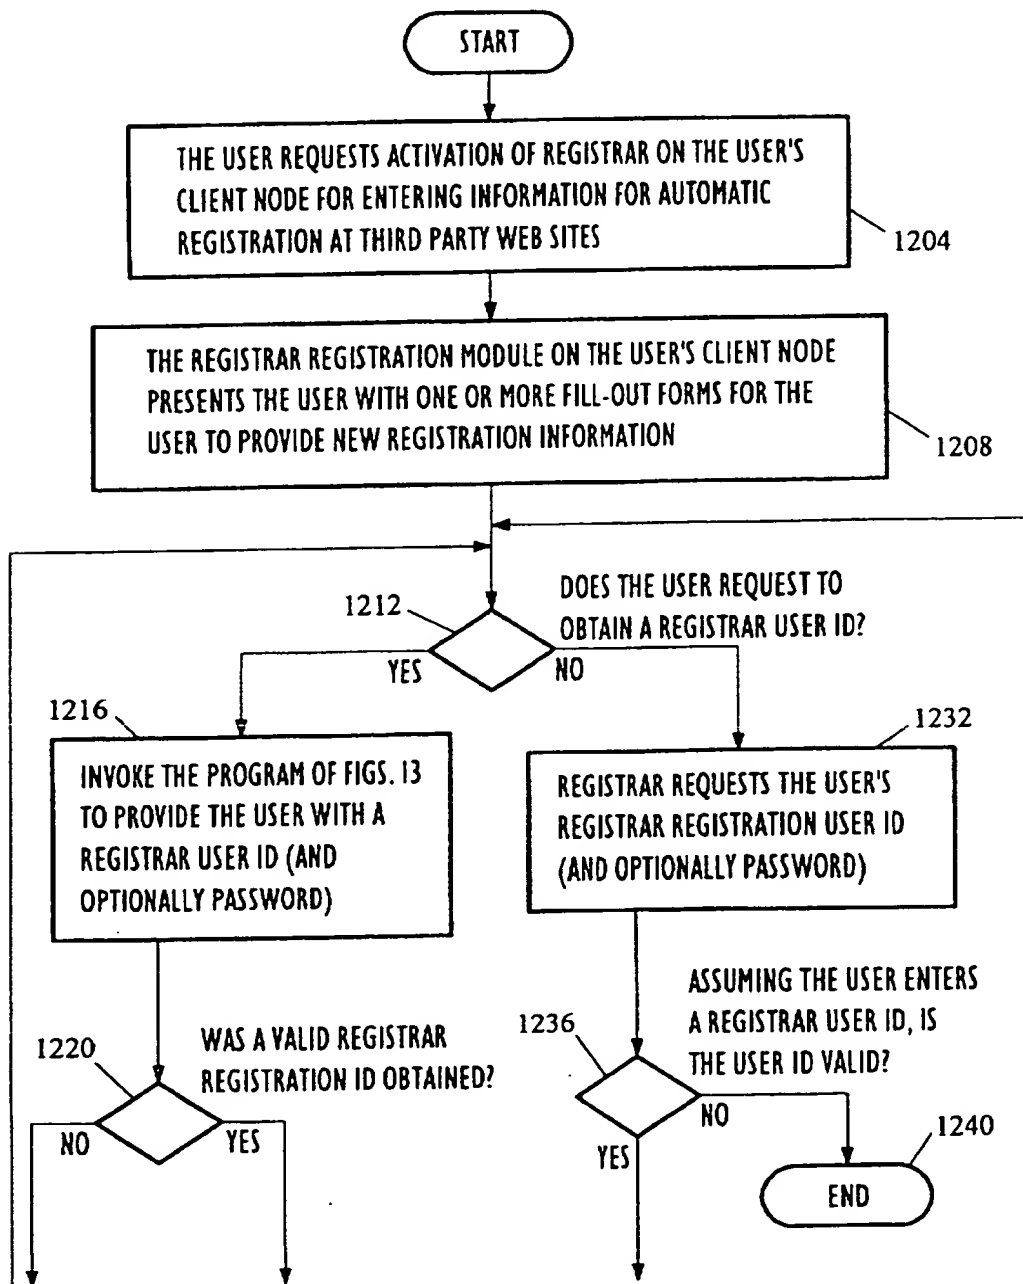 START
THE USER REQUESTS ACTIVATION OF REGISTRAR ON THE USER'S
CLIENT NODE FOR ENTERING INFORMATION FOR AUTOMATIC
REGISTRATION AT THIRD PARTY WEB SITES
1204
THE REGISTRAR REGISTRATION MODULE ON THE USER'S CLIENT NODE
PRESENTS THE USER WITH ONE OR MORE FILL-OUT FORMS FOR THE
USER TO PROVIDE NEW REGISTRATION INFORMATION
1208
1212
DOES THE USER REQUEST TO
OBTAIN A REGISTRAR USER ID?
YES
NO
1216
INVOKE THE PROGRAM OF FIGS. 13
TO PROVIDE THE USER WITH A
REGISTRAR USER ID (AND
OPTIONALLY PASSWORD)
1232
REGISTRAR REQUESTS THE USER'S
REGISTRAR REGISTRATION USER ID
(AND OPTIONALLY PASSWORD)
1220
WAS A VALID REGISTRAR
REGISTRATION ID OBTAINED?
NO
YES
1236
ASSUMING THE USER ENTERS
A REGISTRAR USER ID, IS
THE USER ID VALID?
NO
YES
1240
END